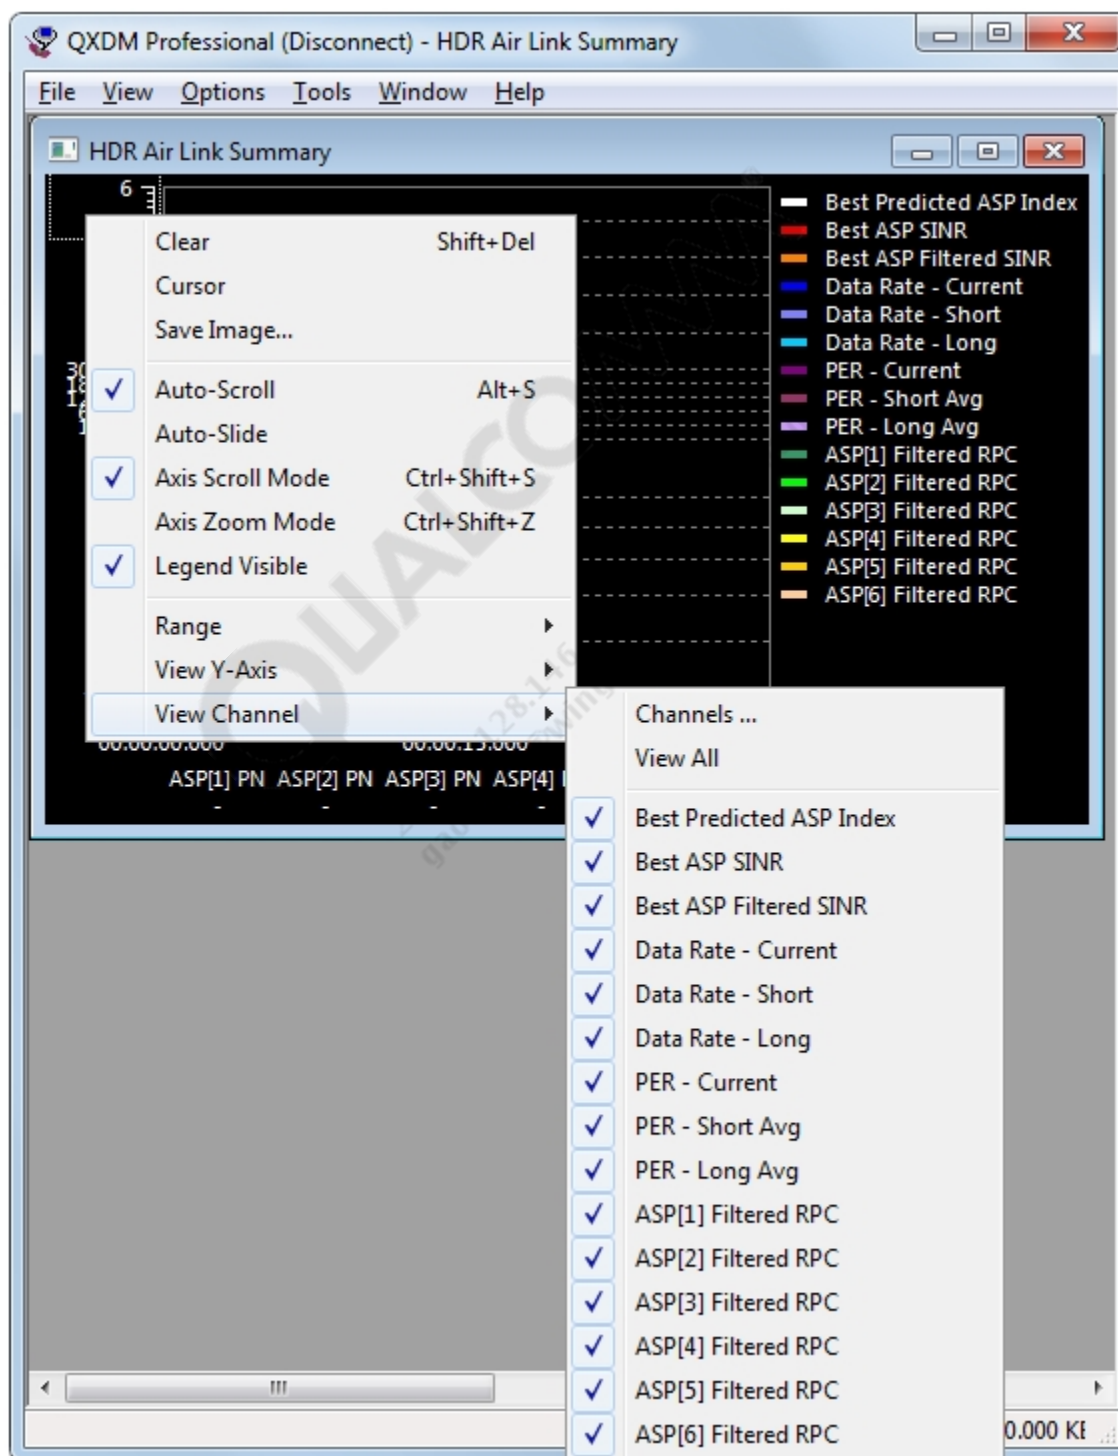 QXDM Professional (Disconnect) - HDR Air Link Summary
File View Options Tools Window Help
HDR Air Link Summary
6
Best Predicted ASP Index
Best ASP SINR
Best ASP Filtered SINR
Data Rate - Current
Data Rate - Short
Data Rate - Long
PER - Current
PER - Short Avg
PER - Long Avg
ASP[1] Filtered RPC
ASP[2] Filtered RPC
ASP[3] Filtered RPC
ASP[4] Filtered RPC
ASP[5] Filtered RPC
ASP[6] Filtered RPC
Clear Shift+Del
Cursor
Save Image...
Auto-Scroll Alt+S
Auto-Slide
Axis Scroll Mode Ctrl+Shift+S
Axis Zoom Mode Ctrl+Shift+Z
Legend Visible
Range
View Y-Axis
View Channel
00:00:00.000 00:00:15.000
ASP[1] PN ASP[2] PN ASP[3] PN ASP[4]
- - - -
Channels ...
View All
Best Predicted ASP Index
Best ASP SINR
Best ASP Filtered SINR
Data Rate - Current
Data Rate - Short
Data Rate - Long
PER - Current
PER - Short Avg
PER - Long Avg
ASP[1] Filtered RPC
ASP[2] Filtered RPC
ASP[3] Filtered RPC
ASP[4] Filtered RPC
ASP[5] Filtered RPC
ASP[6] Filtered RPC
0.000 KE
QUALCOMM